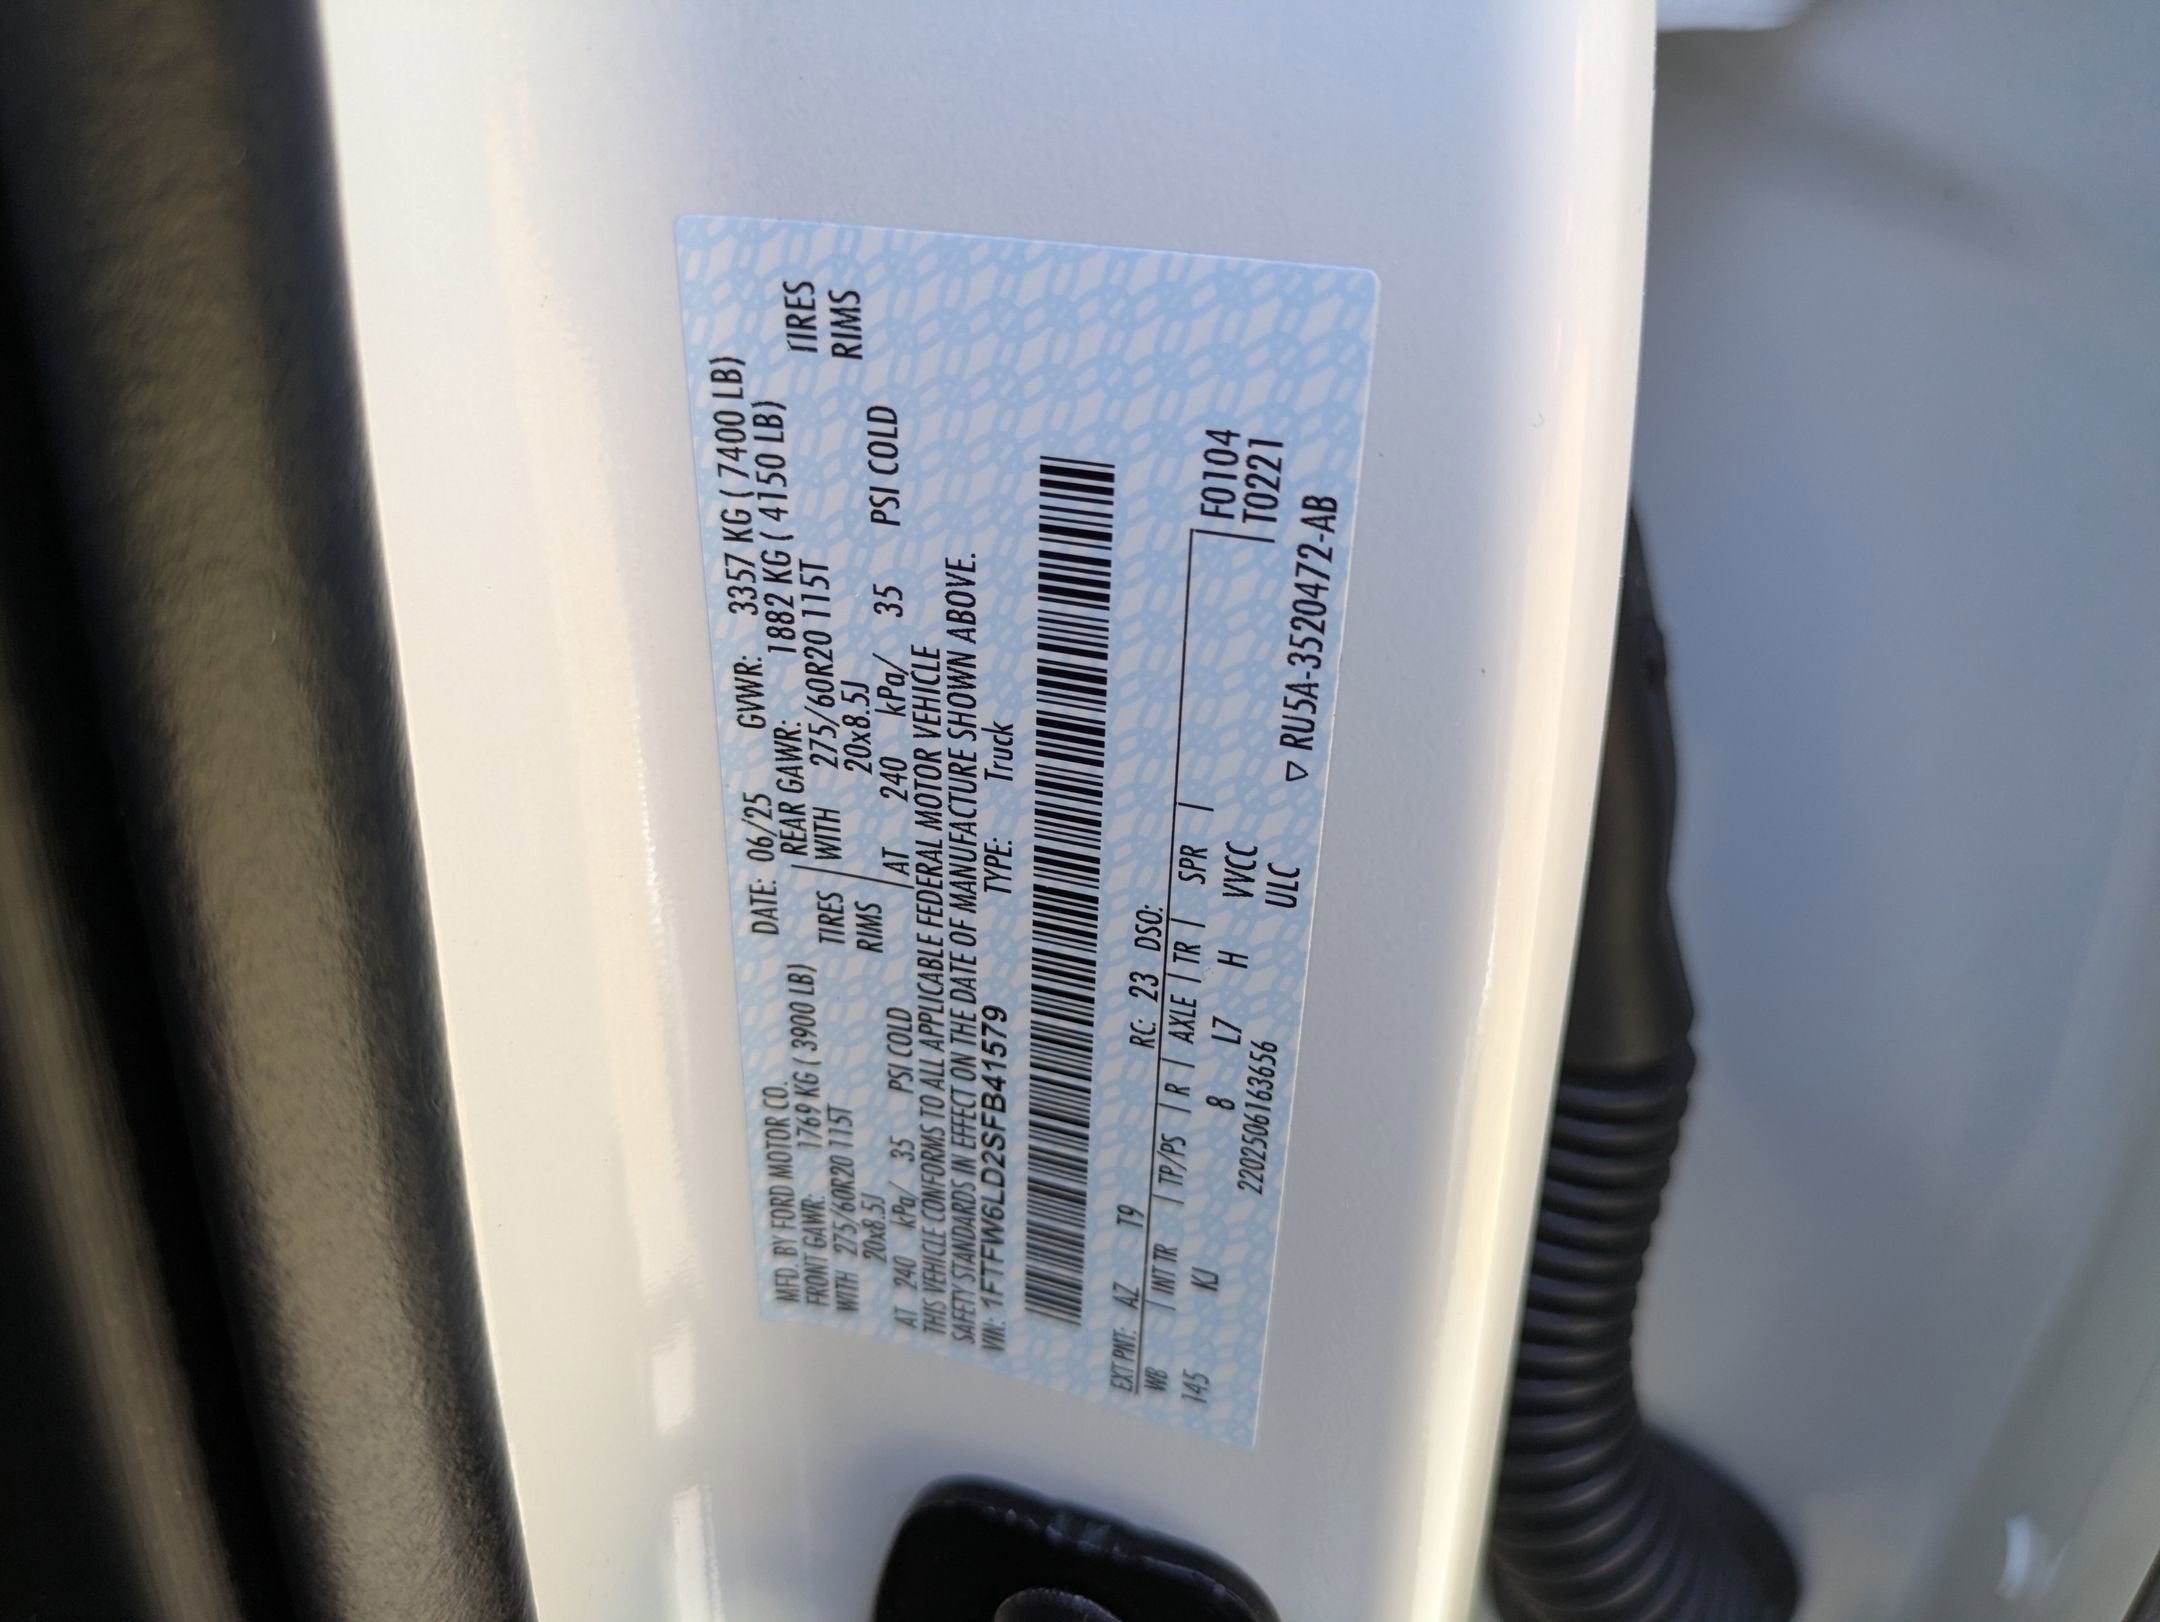 MFD. BY FORD MOTOR CO. DATE: 06/25 GVWR: 3357 KG ( 7400 LB)
FRONT GAWR: 1769 KG ( 3900 LB) REAR GAWR: 1882 KG ( 4150 LB)
WITH 275/60R20 115T TIRES WITH 275/60R20 115T TIRES
20x8.5J RIMS 20x8.5J RIMS
AT 240 kPa/ 35 PSI COLD AT 240 kPa/ 35 PSI COLD
THIS VEHICLE CONFORMS TO ALL APPLICABLE FEDERAL MOTOR VEHICLE
SAFETY STANDARDS IN EFFECT ON THE DATE OF MANUFACTURE SHOWN ABOVE.
VIN: 1FTFW6LD2SFB41579 TYPE: Truck
EXT PNT: AZ T9 RC: 23 DSO:
WB | INT TR | TP/PS | R | AXLE | TR | SPR | F0104
145 KJ 8 L7 H VVCC T0221
2202506163656 ULC
▽ RU5A-3520472-AB